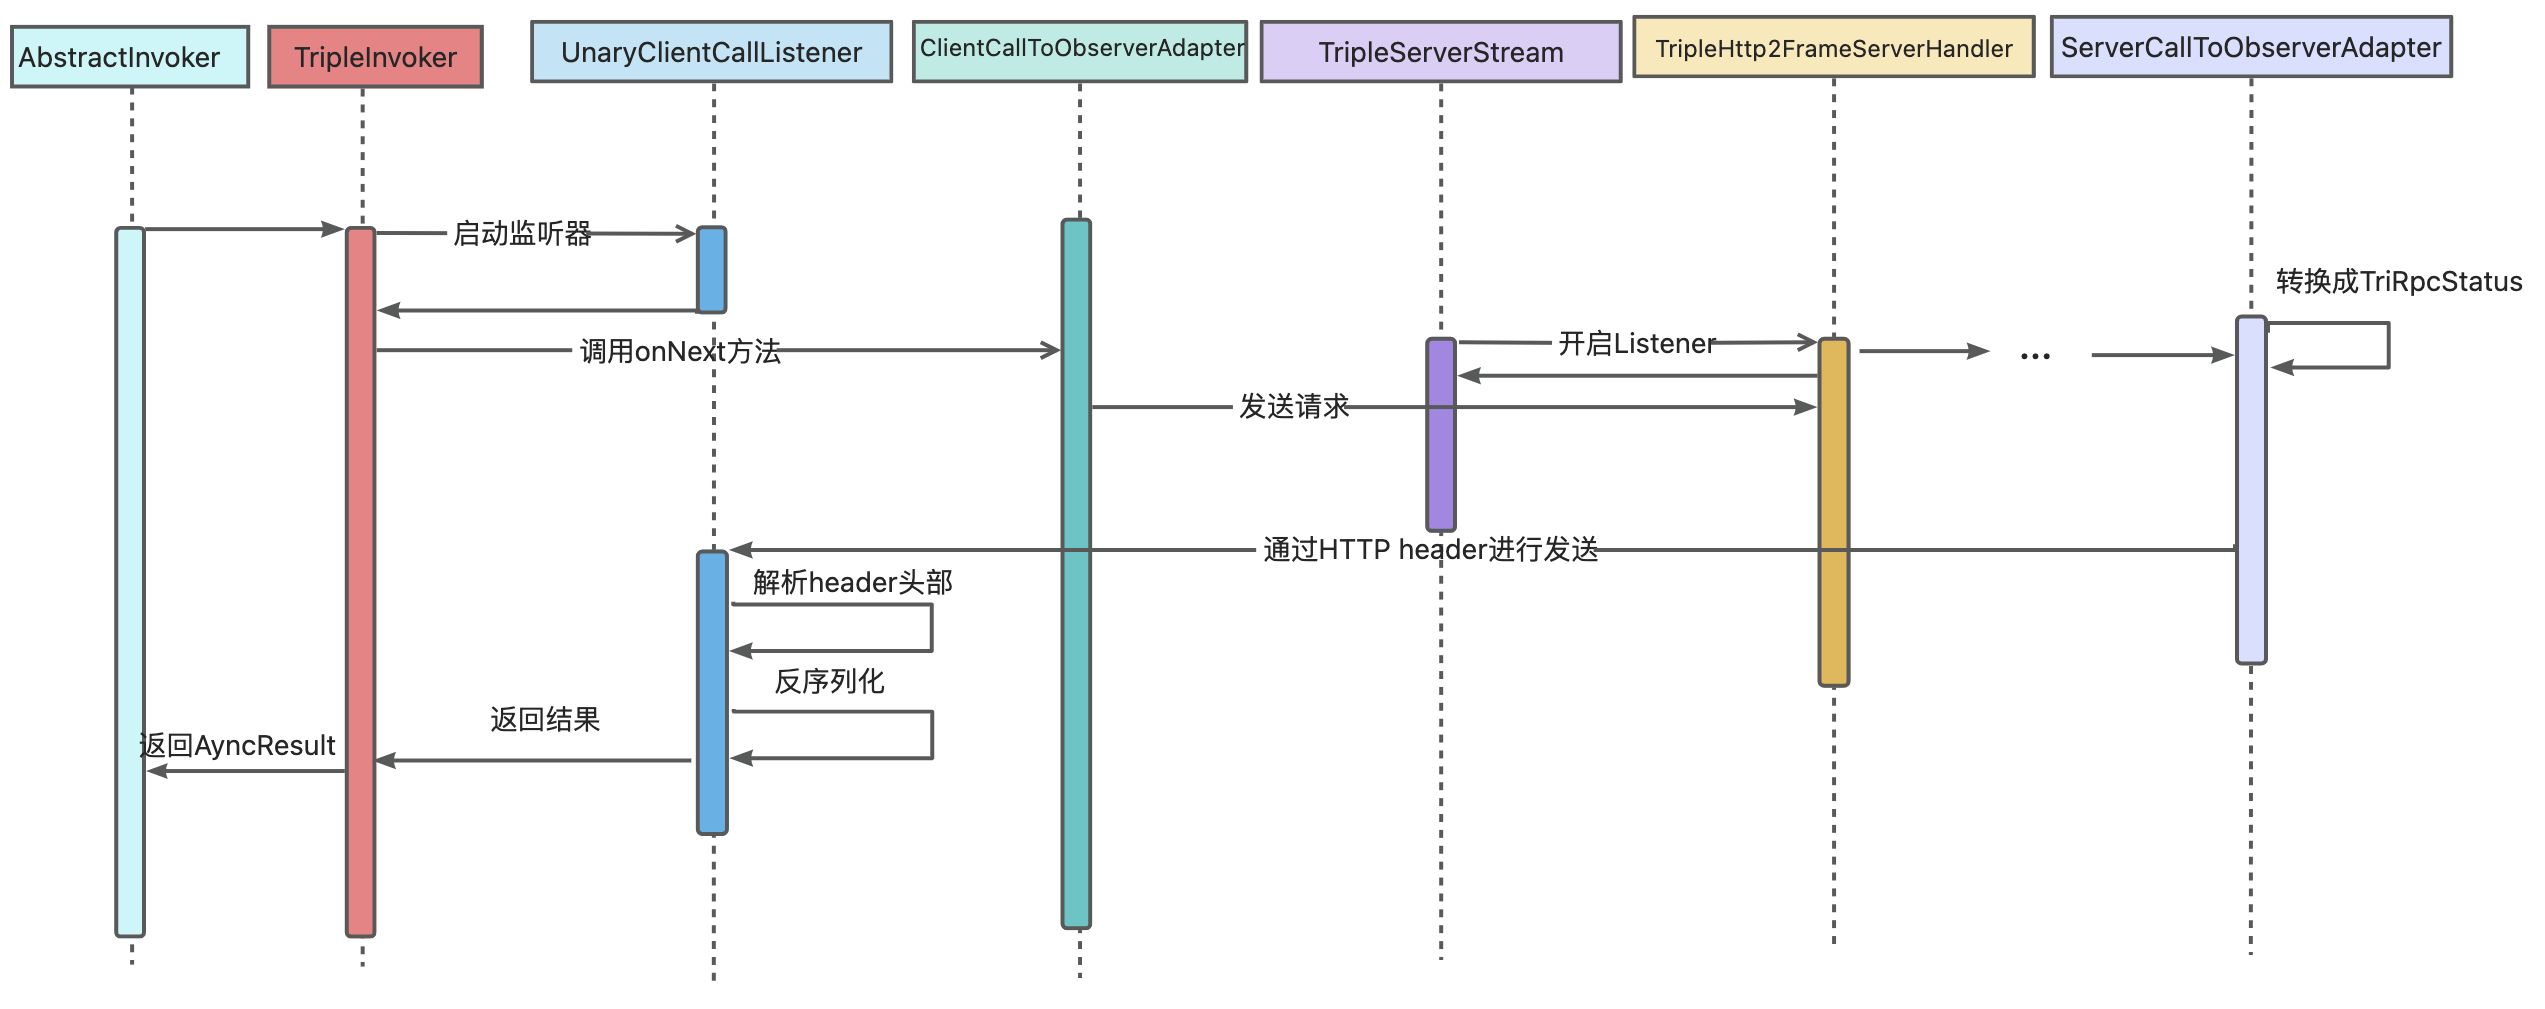 AbstractInvoker
TripleInvoker
UnaryClientCallListener
ClientCallToObserverAdapter
TripleServerStream
TripleHttp2FrameServerHandler
ServerCallToObserverAdapter
启动监听器
转换成TriRpcStatus
调用onNext方法
开启Listener
...
发送请求
通过HTTP header进行发送
解析header头部
反序列化
返回结果
返回AyncResult